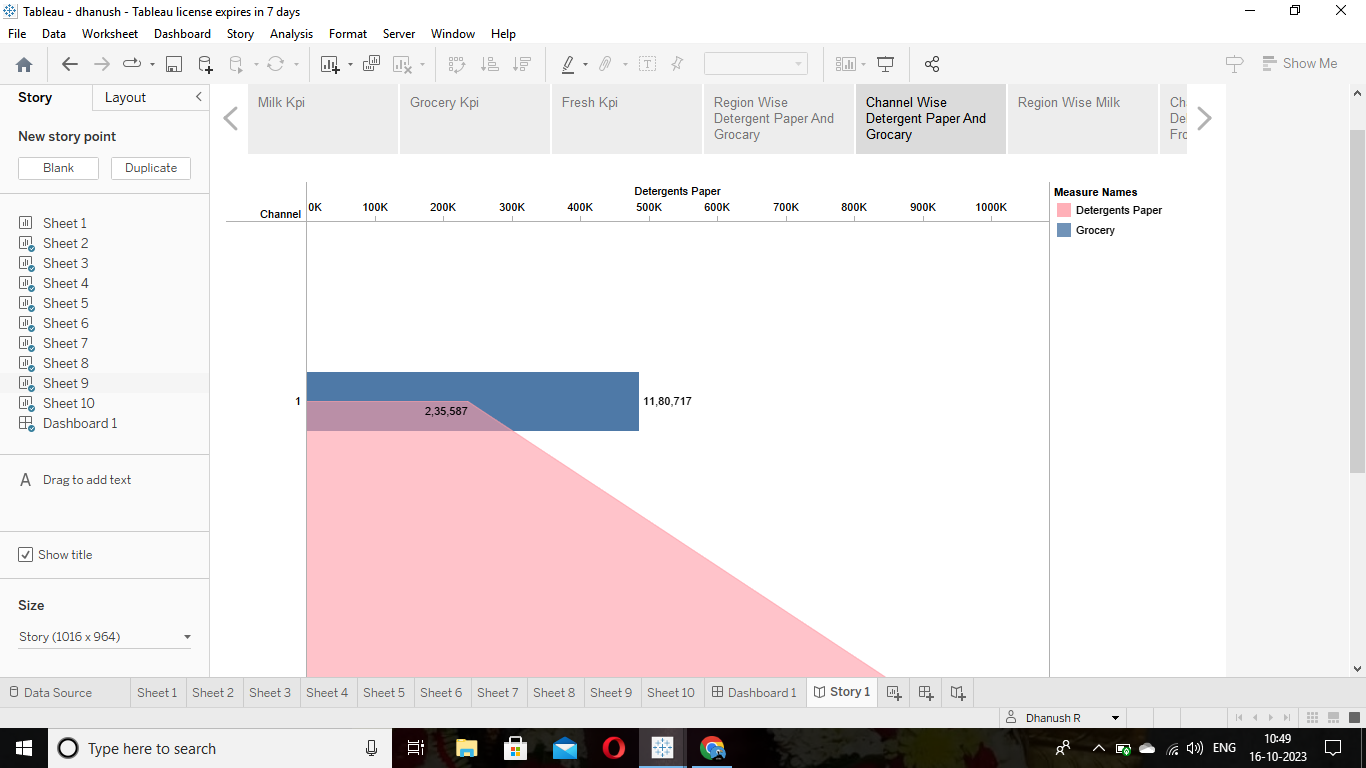 Tableau - dhanush - Tableau license expires in 7 days
File Data Worksheet Dashboard Story Analysis Format Server Window Help
Show Me
Story Layout
New story point
Blank Duplicate
Sheet 1
Sheet 2
Sheet 3
Sheet 4
Sheet 5
Sheet 6
Sheet 7
Sheet 8
Sheet 9
Sheet 10
Dashboard 1
A Drag to add text
Show title
Size
Story (1016 x 964)
Milk Kpi
Grocery Kpi
Fresh Kpi
Region Wise
Detergent Paper And
Grocary
Channel Wise
Detergent Paper And
Grocary
Region Wise Milk
Detergents Paper
Channel 0K 100K 200K 300K 400K 500K 600K 700K 800K 900K 1000K
1 11,80,717
2,35,587
Measure Names
Detergents Paper
Grocery
Data Source Sheet 1 Sheet 2 Sheet 3 Sheet 4 Sheet 5 Sheet 6 Sheet 7 Sheet 8 Sheet 9 Sheet 10 Dashboard 1 Story 1
Dhanush R
Type here to search
ENG
10:49
16-10-2023